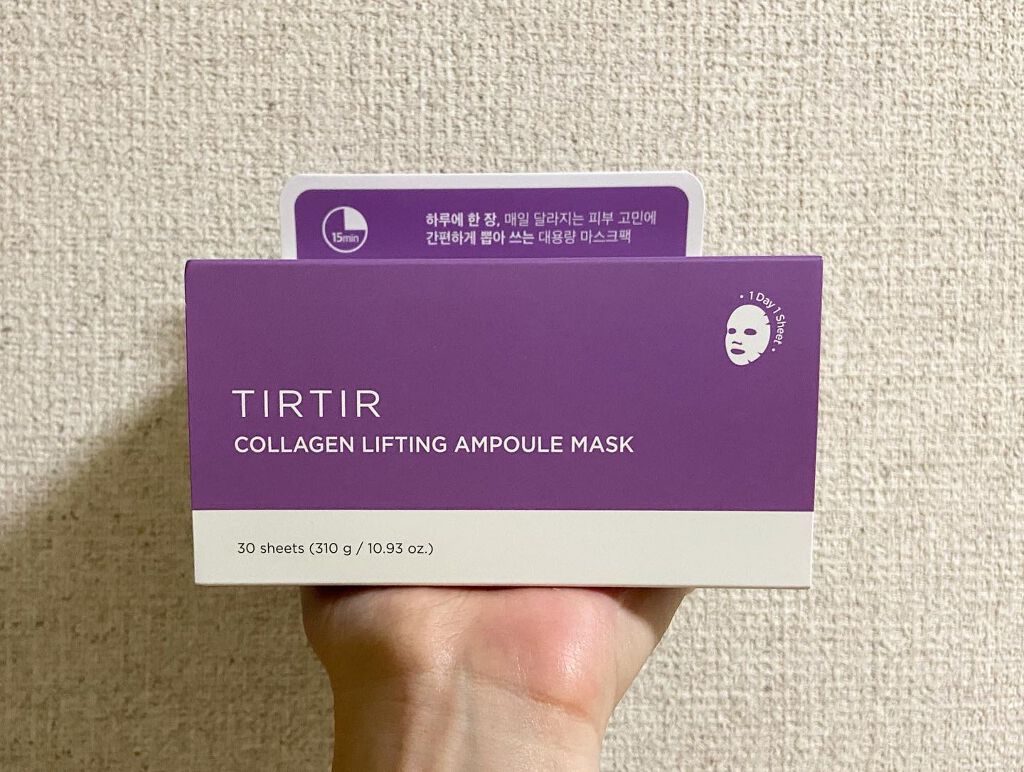 15min
하루에 한 장, 매일 달라지는 피부 고민에
간편하게 뽑아 쓰는 대용량 마스크팩
• 1 Day 1 Sheet •
TIRTIR
COLLAGEN LIFTING AMPOULE MASK
30 sheets (310 g / 10.93 oz.)